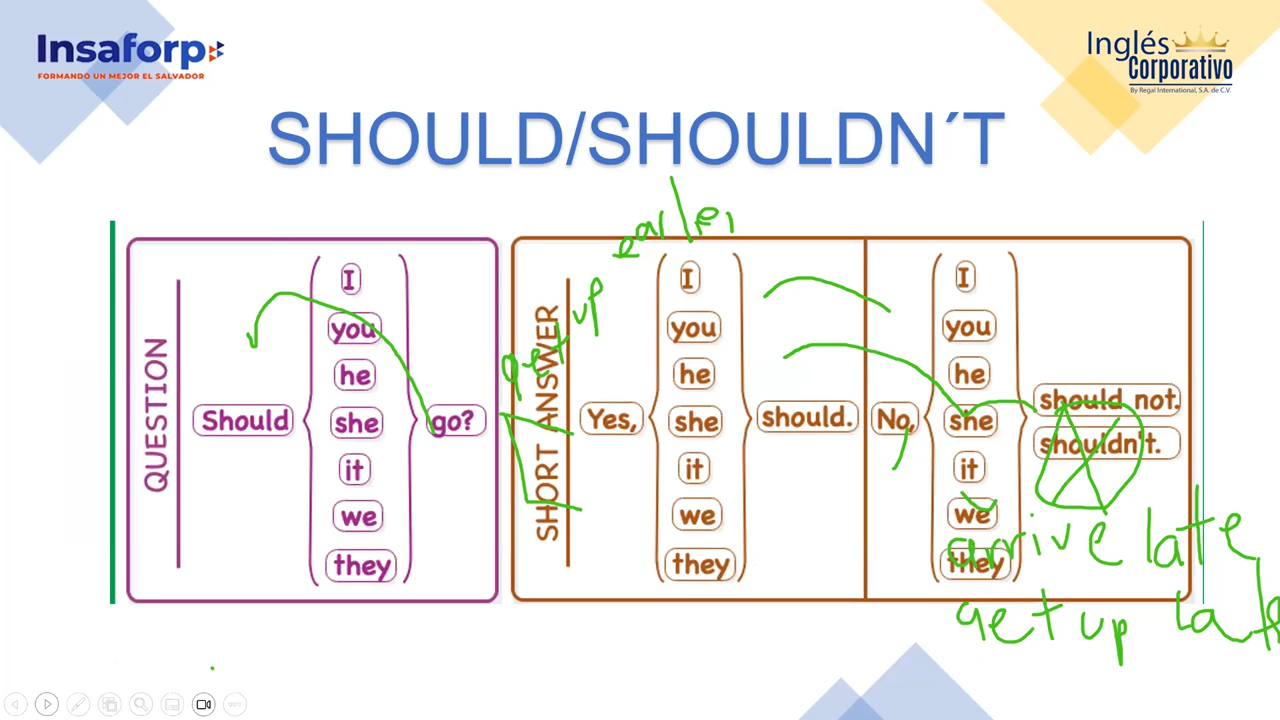 Insaforp
FORMANDO UN MEJOR EL SALVADOR
Inglés
Corporativo
By Regal International, S.A. de C.V.
SHOULD/SHOULDN´T
QUESTION
Should
I
you
he
she
it
we
they
go?
SHORT ANSWER
Yes,
I
you
he
she
it
we
they
should.
No,
I
you
he
she
it
we
they
should not.
shouldn't.
get up
arrive late
get up late